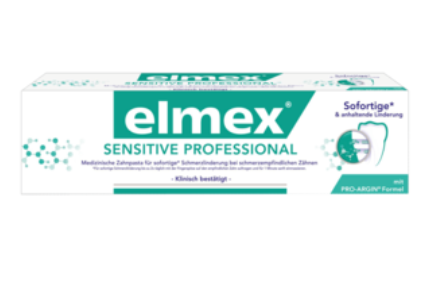 elmex®
SENSITIVE PROFESSIONAL
Medizinische Zahnpasta für sofortige* Schmerzlinderung bei schmerzempfindlichen Zähnen
- Klinisch bestätigt -
Sofortige*
& anhaltende Linderung
mit
PRO-ARGIN® Formel